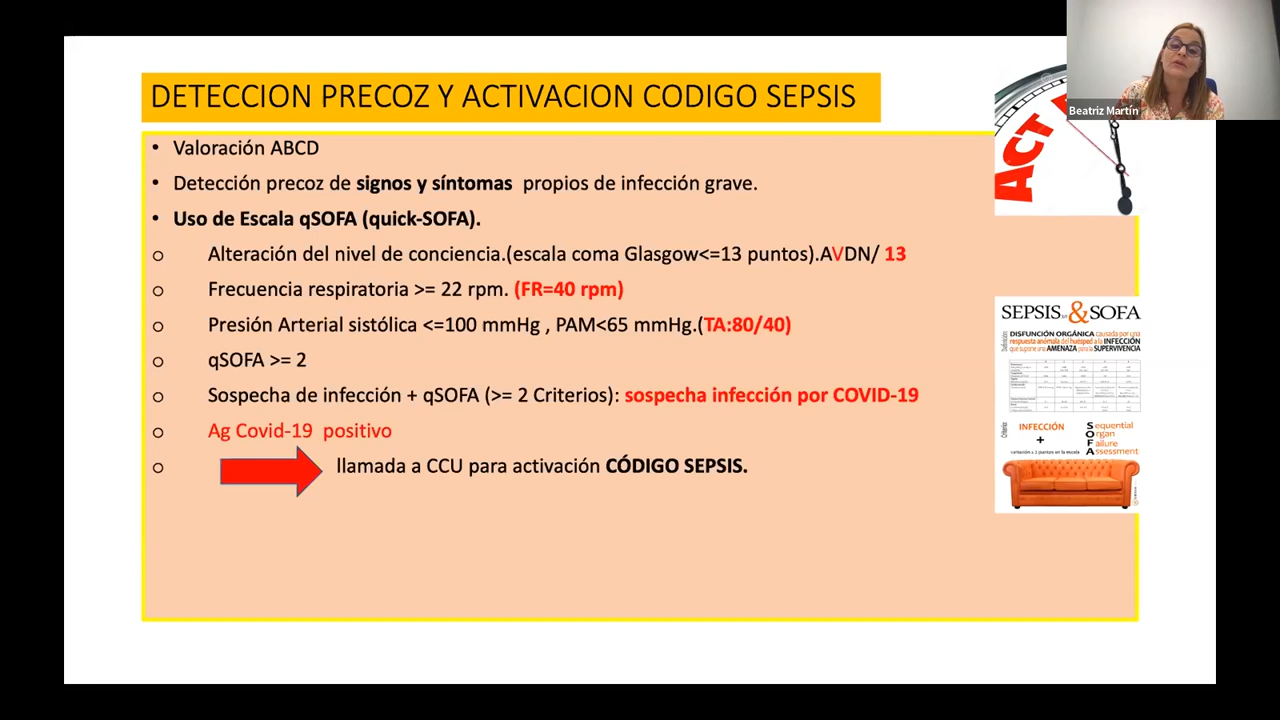 DETECCION PRECOZ Y ACTIVACION CODIGO SEPSIS
Beatriz Martín
ACT
• Valoración ABCD
• Detección precoz de signos y síntomas propios de infección grave.
• Uso de Escala qSOFA (quick-SOFA).
o Alteración del nivel de conciencia.(escala coma Glasgow<=13 puntos).AVDN/ 13
o Frecuencia respiratoria >= 22 rpm. (FR=40 rpm)
o Presión Arterial sistólica <=100 mmHg , PAM<65 mmHg.(TA:80/40)
o qSOFA >= 2
o Sospecha de infección + qSOFA (>= 2 Criterios): sospecha infección por COVID-19
o Ag Covid-19 positivo
o llamada a CCU para activación CÓDIGO SEPSIS.
SEPSIS & SOFA
DISFUNCIÓN ORGÁNICA causada por una
respuesta anómala del huésped a la INFECCIÓN
que supone una AMENAZA para la SUPERVIVENCIA
INFECCIÓN
+
Sequential
Organ
Failure
Assessment